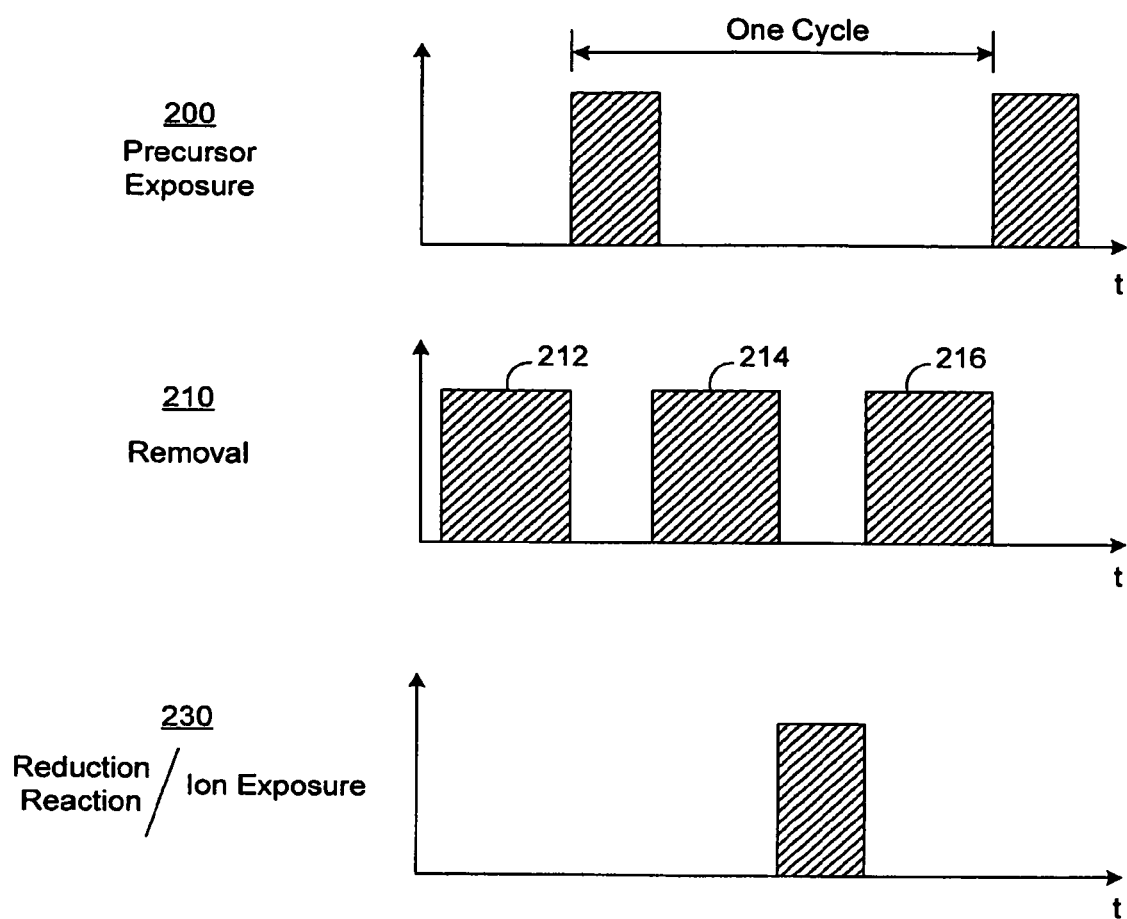 One Cycle
200
Precursor
Exposure
t
212
214
216
210
Removal
t
230
Reduction
Reaction
/
Ion Exposure
t